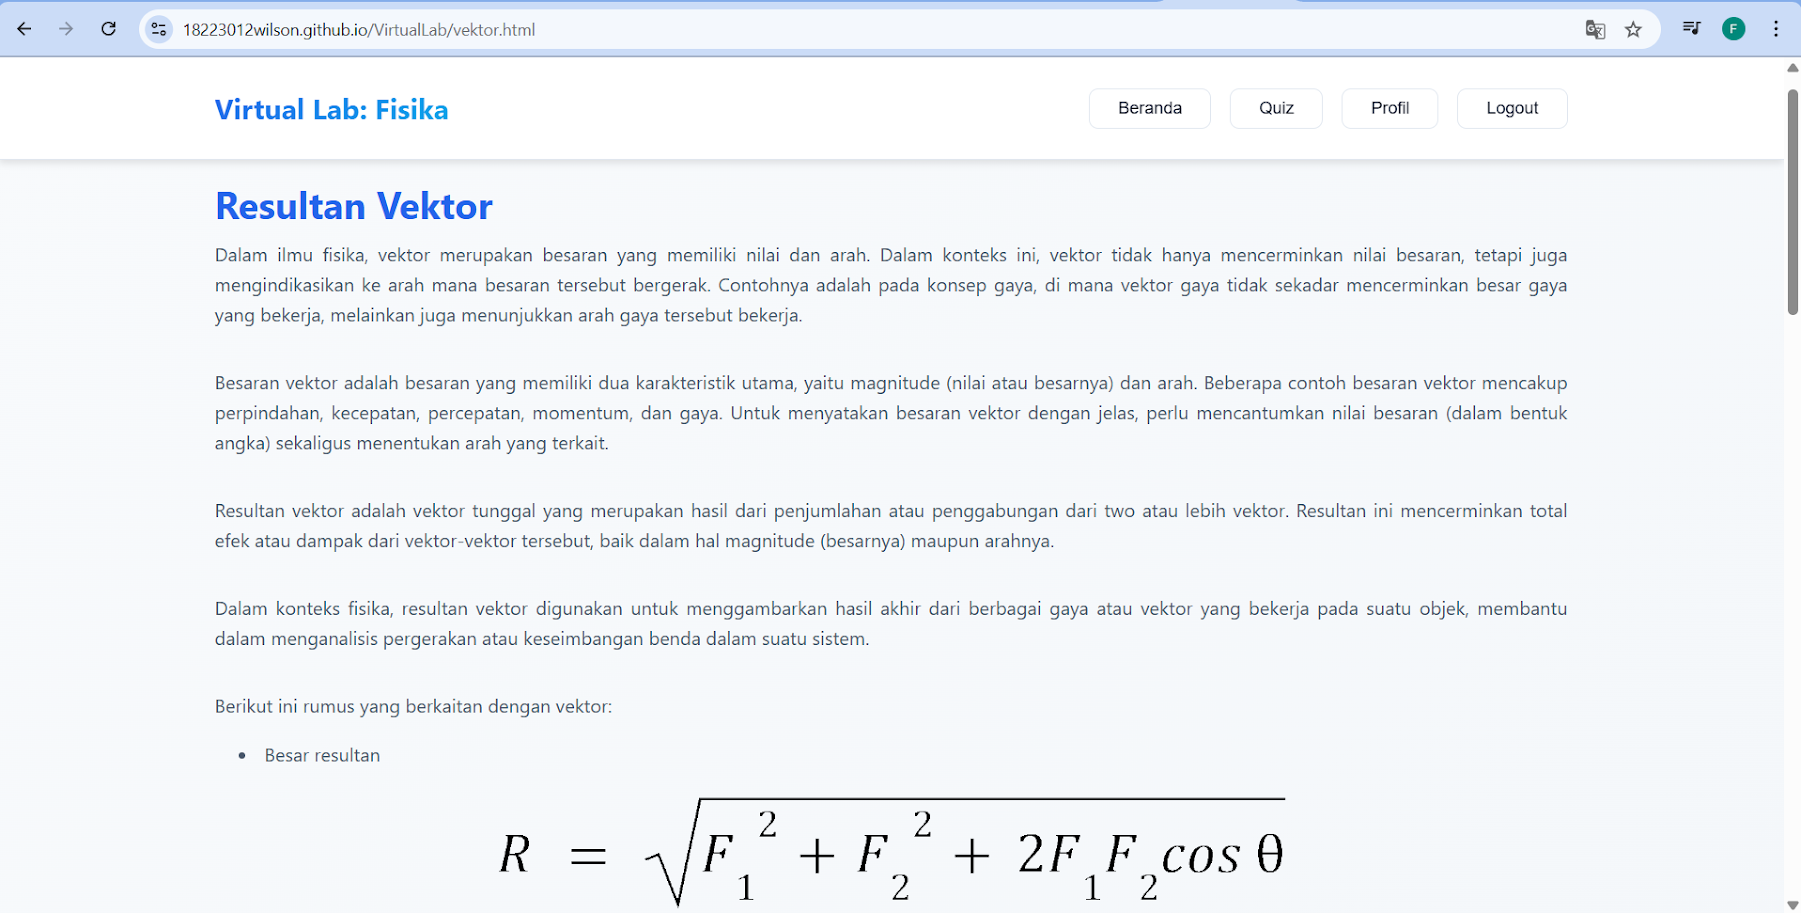 18223012wilson.github.io/VirtualLab/vektor.html
F
Virtual Lab: Fisika
Beranda
Quiz
Profil
Logout
Resultan Vektor
Dalam ilmu fisika, vektor merupakan besaran yang memiliki nilai dan arah. Dalam konteks ini, vektor tidak hanya mencerminkan nilai besaran, tetapi juga
mengindikasikan ke arah mana besaran tersebut bergerak. Contohnya adalah pada konsep gaya, di mana vektor gaya tidak sekadar mencerminkan besar gaya
yang bekerja, melainkan juga menunjukkan arah gaya tersebut bekerja.
Besaran vektor adalah besaran yang memiliki dua karakteristik utama, yaitu magnitude (nilai atau besarnya) dan arah. Beberapa contoh besaran vektor mencakup
perpindahan, kecepatan, percepatan, momentum, dan gaya. Untuk menyatakan besaran vektor dengan jelas, perlu mencantumkan nilai besaran (dalam bentuk
angka) sekaligus menentukan arah yang terkait.
Resultan vektor adalah vektor tunggal yang merupakan hasil dari penjumlahan atau penggabungan dari two atau lebih vektor. Resultan ini mencerminkan total
efek atau dampak dari vektor-vektor tersebut, baik dalam hal magnitude (besarnya) maupun arahnya.
Dalam konteks fisika, resultan vektor digunakan untuk menggambarkan hasil akhir dari berbagai gaya atau vektor yang bekerja pada suatu objek, membantu
dalam menganalisis pergerakan atau keseimbangan benda dalam suatu sistem.
Berikut ini rumus yang berkaitan dengan vektor:
• Besar resultan
R = √(F₁² + F₂² + 2F₁F₂cos θ)